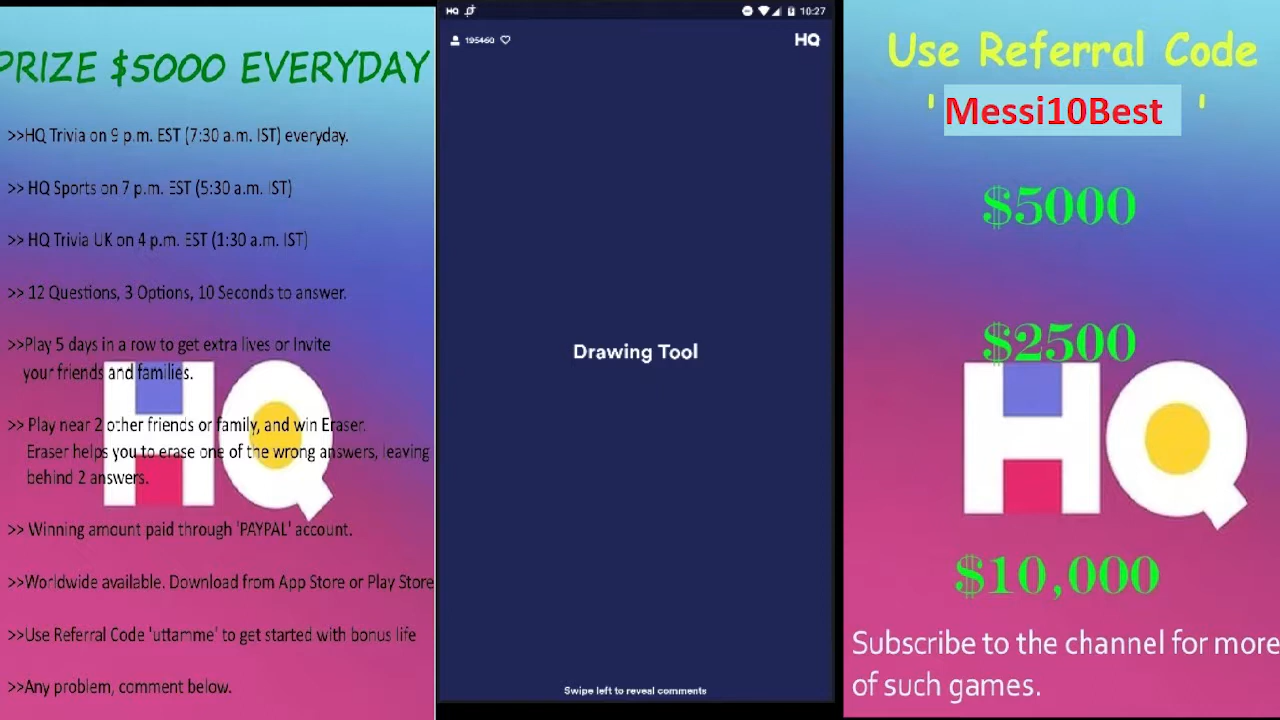 PRIZE $5000 EVERYDAY
>>HQ Trivia on 9 p.m. EST (7:30 a.m. IST) everyday.
>> HQ Sports on 7 p.m. EST (5:30 a.m. IST)
>> HQ Trivia UK on 4 p.m. EST (1:30 a.m. IST)
>> 12 Questions, 3 Options, 10 Seconds to answer.
>>Play 5 days in a row to get extra lives or Invite
your friends and families.
>> Play near 2 other friends or family, and win Eraser.
Eraser helps you to erase one of the wrong answers, leaving
behind 2 answers.
>> Winning amount paid through 'PAYPAL' account.
>>Worldwide available. Download from App Store or Play Store
>>Use Referral Code 'uttamme' to get started with bonus life
>>Any problem, comment below.
HQ
HQ
10:27
195460
HQ
Drawing Tool
Swipe left to reveal comments
Use Referral Code
' Messi10Best '
$5000
$2500
HQ
$10,000
Subscribe to the channel for more
of such games.